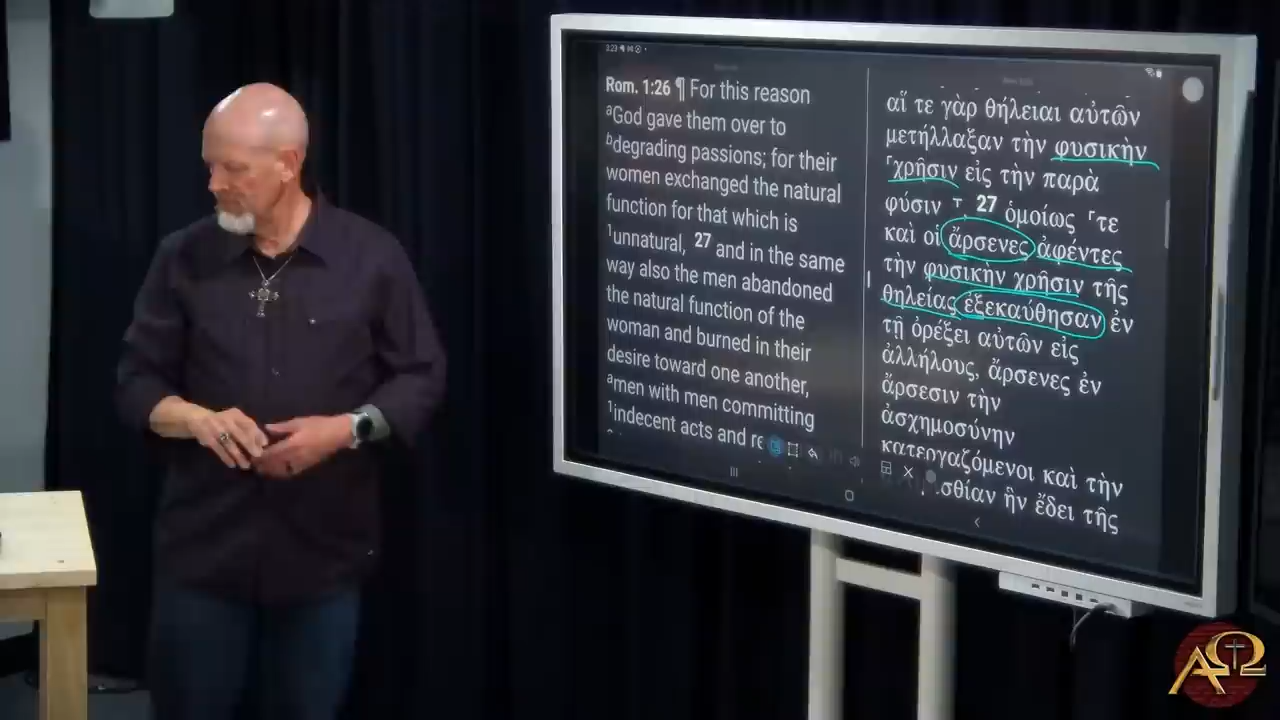 3:23
Rom. 1:26 ¶ For this reason
ᵃGod gave them over to
ᵇdegrading passions; for their
women exchanged the natural
function for that which is
¹unnatural, 27 and in the same
way also the men abandoned
the natural function of the
woman and burned in their
desire toward one another,
ᵃmen with men committing
¹indecent acts and re
αἵ τε γὰρ θήλειαι αὐτῶν
μετήλλαξαν τὴν φυσικὴν
⸀χρῆσιν εἰς τὴν παρὰ
φύσιν ⸆, 27 ὁμοίως ⸀τε
καὶ οἱ ἄρσενες ἀφέντες
τὴν φυσικὴν χρῆσιν τῆς
θηλείας ἐξεκαύθησαν ἐν
τῇ ὀρέξει αὐτῶν εἰς
ἀλλήλους, ἄρσενες ἐν
ἄρσεσιν τὴν
ἀσχημοσύνην
κατεργαζόμενοι καὶ τὴν
σθίαν ἣν ἔδει τῆς
ΑΩ